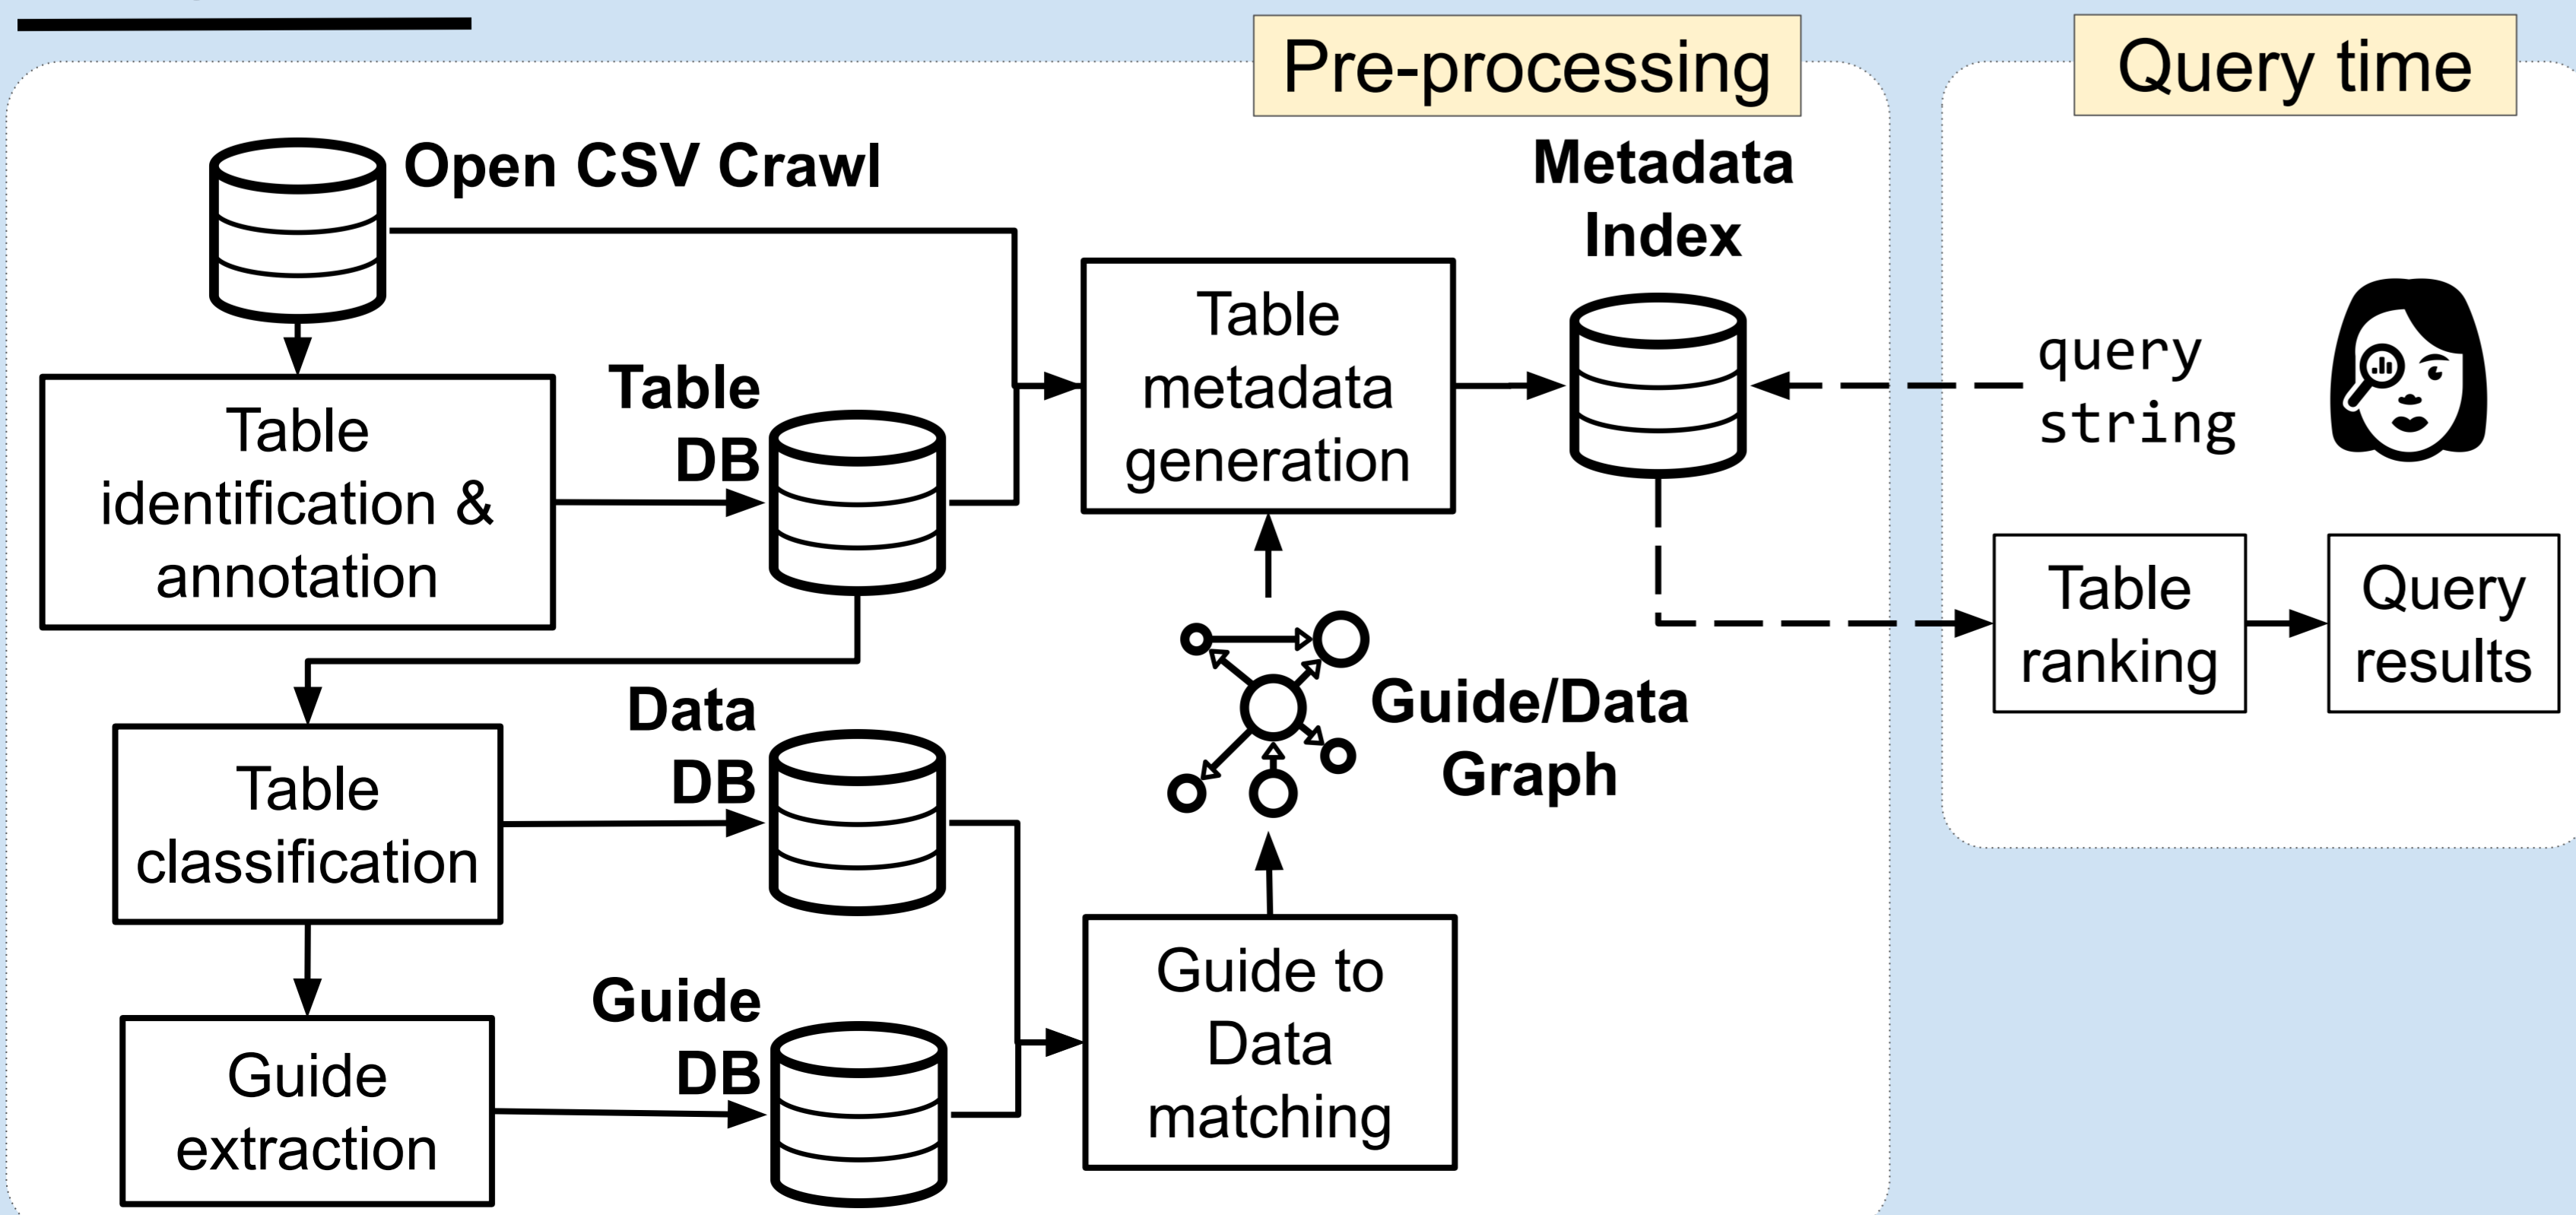 Pre-processing
Query time
Open CSV Crawl
Metadata
Index
Table
identification &
annotation
Table
DB
Table
metadata
generation
query
string
Table
ranking
Query
results
Table
classification
Data
DB
Guide/Data
Graph
Guide
extraction
Guide
DB
Guide to
Data
matching